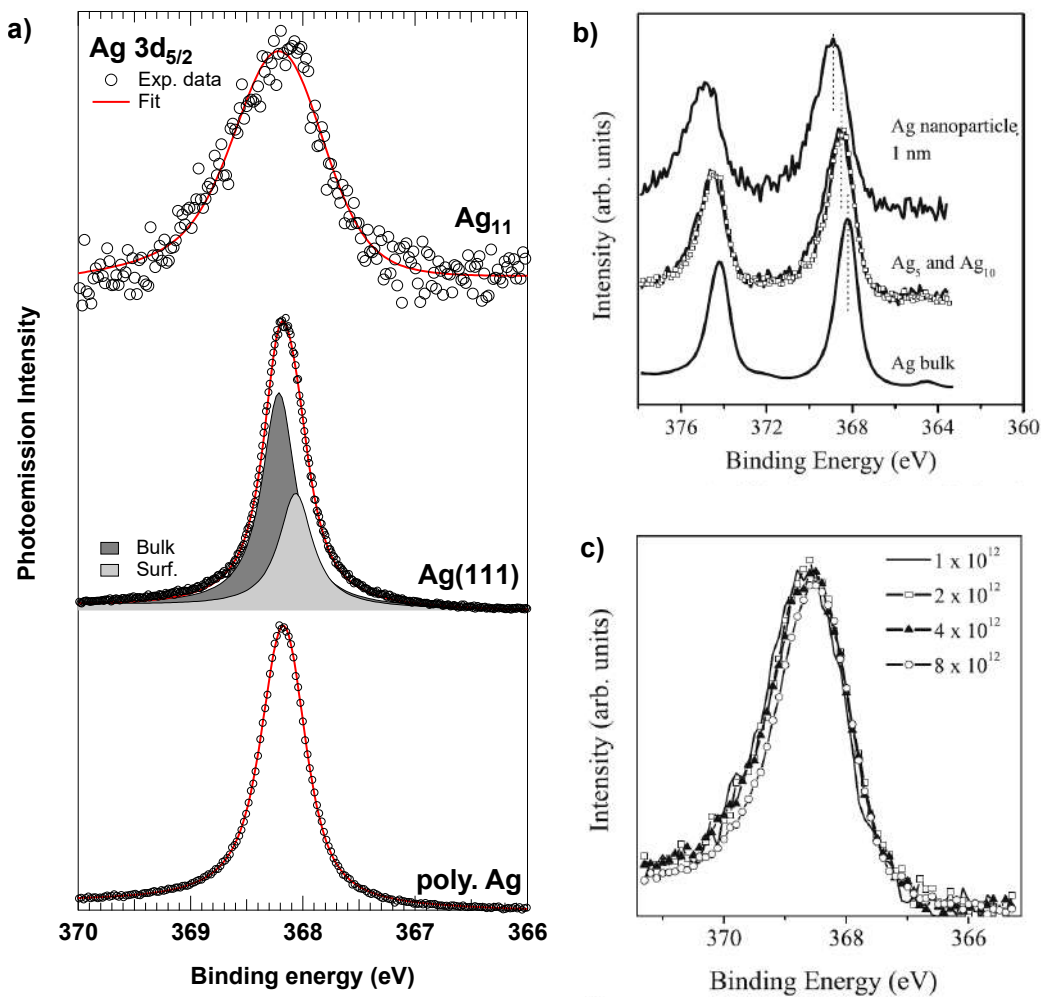 a)
Ag 3d5/2
Exp. data
Fit
Ag11
Photoemission Intensity
Bulk
Surf.
Ag(111)
poly. Ag
370
369
368
367
366
Binding energy (eV)
b)
Intensity (arb. units)
Ag nanoparticle,
1 nm
Ag5 and Ag10
Ag bulk
376
372
368
364
360
Binding Energy (eV)
c)
1 x 10^12
2 x 10^12
4 x 10^12
8 x 10^12
Intensity (arb. units)
370
368
366
Binding Energy (eV)